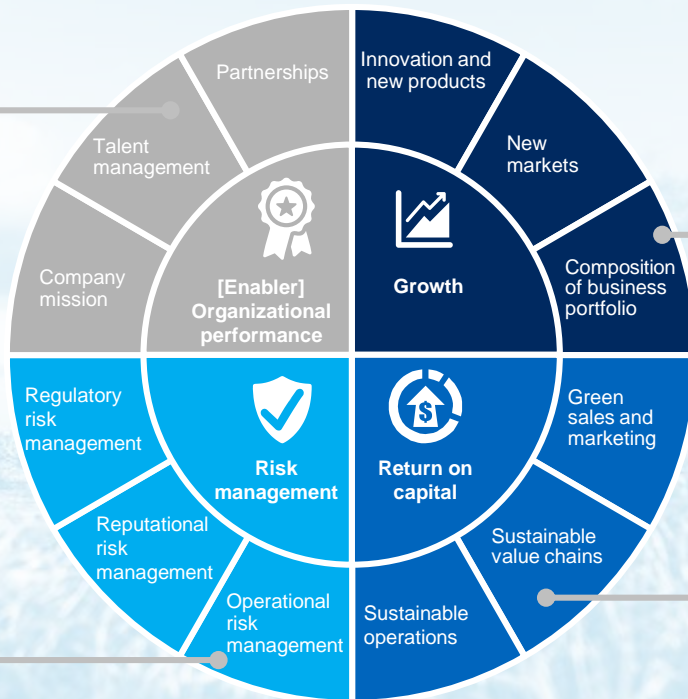 Partnerships
Innovation and
new products
Talent
management
New
markets
Company
mission
[Enabler]
Organizational
performance
Growth
Composition
of business
portfolio
Regulatory
risk
management
Risk
management
$
Return on
capital
Green
sales and
marketing
Reputational
risk
management
Sustainable
value chains
Operational
risk
management
Sustainable
operations